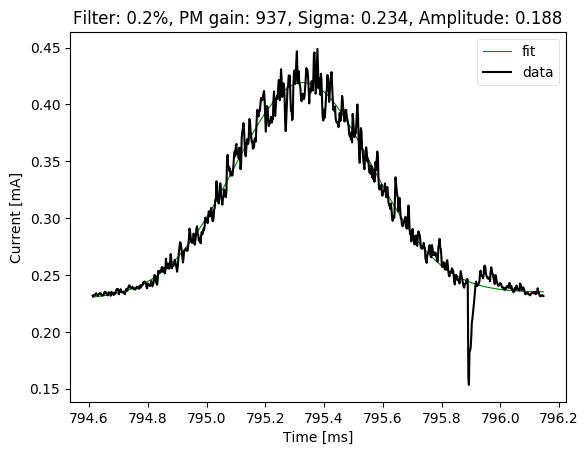 Filter: 0.2%, PM gain: 937, Sigma: 0.234, Amplitude: 0.188
fit
data
0.45
0.40
0.35
0.30
0.25
0.20
0.15
Current [mA]
794.6 794.8 795.0 795.2 795.4 795.6 795.8 796.0 796.2
Time [ms]